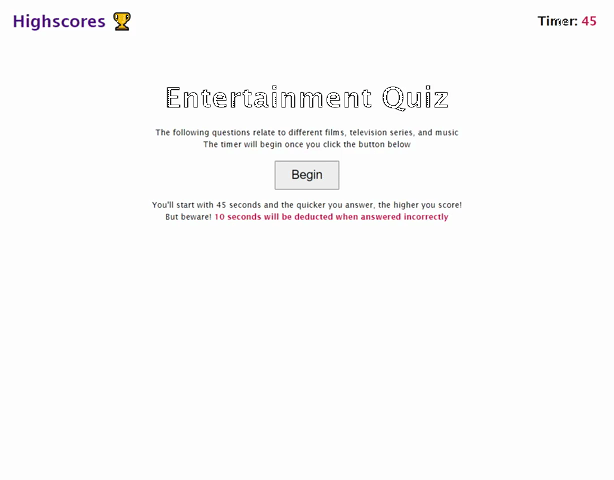 Highscores
Timer: 45
Entertainment Quiz
The following questions relate to different films, television series, and music
The timer will begin once you click the button below
Begin
You'll start with 45 seconds and the quicker you answer, the higher you score!
But beware! 10 seconds will be deducted when answered incorrectly